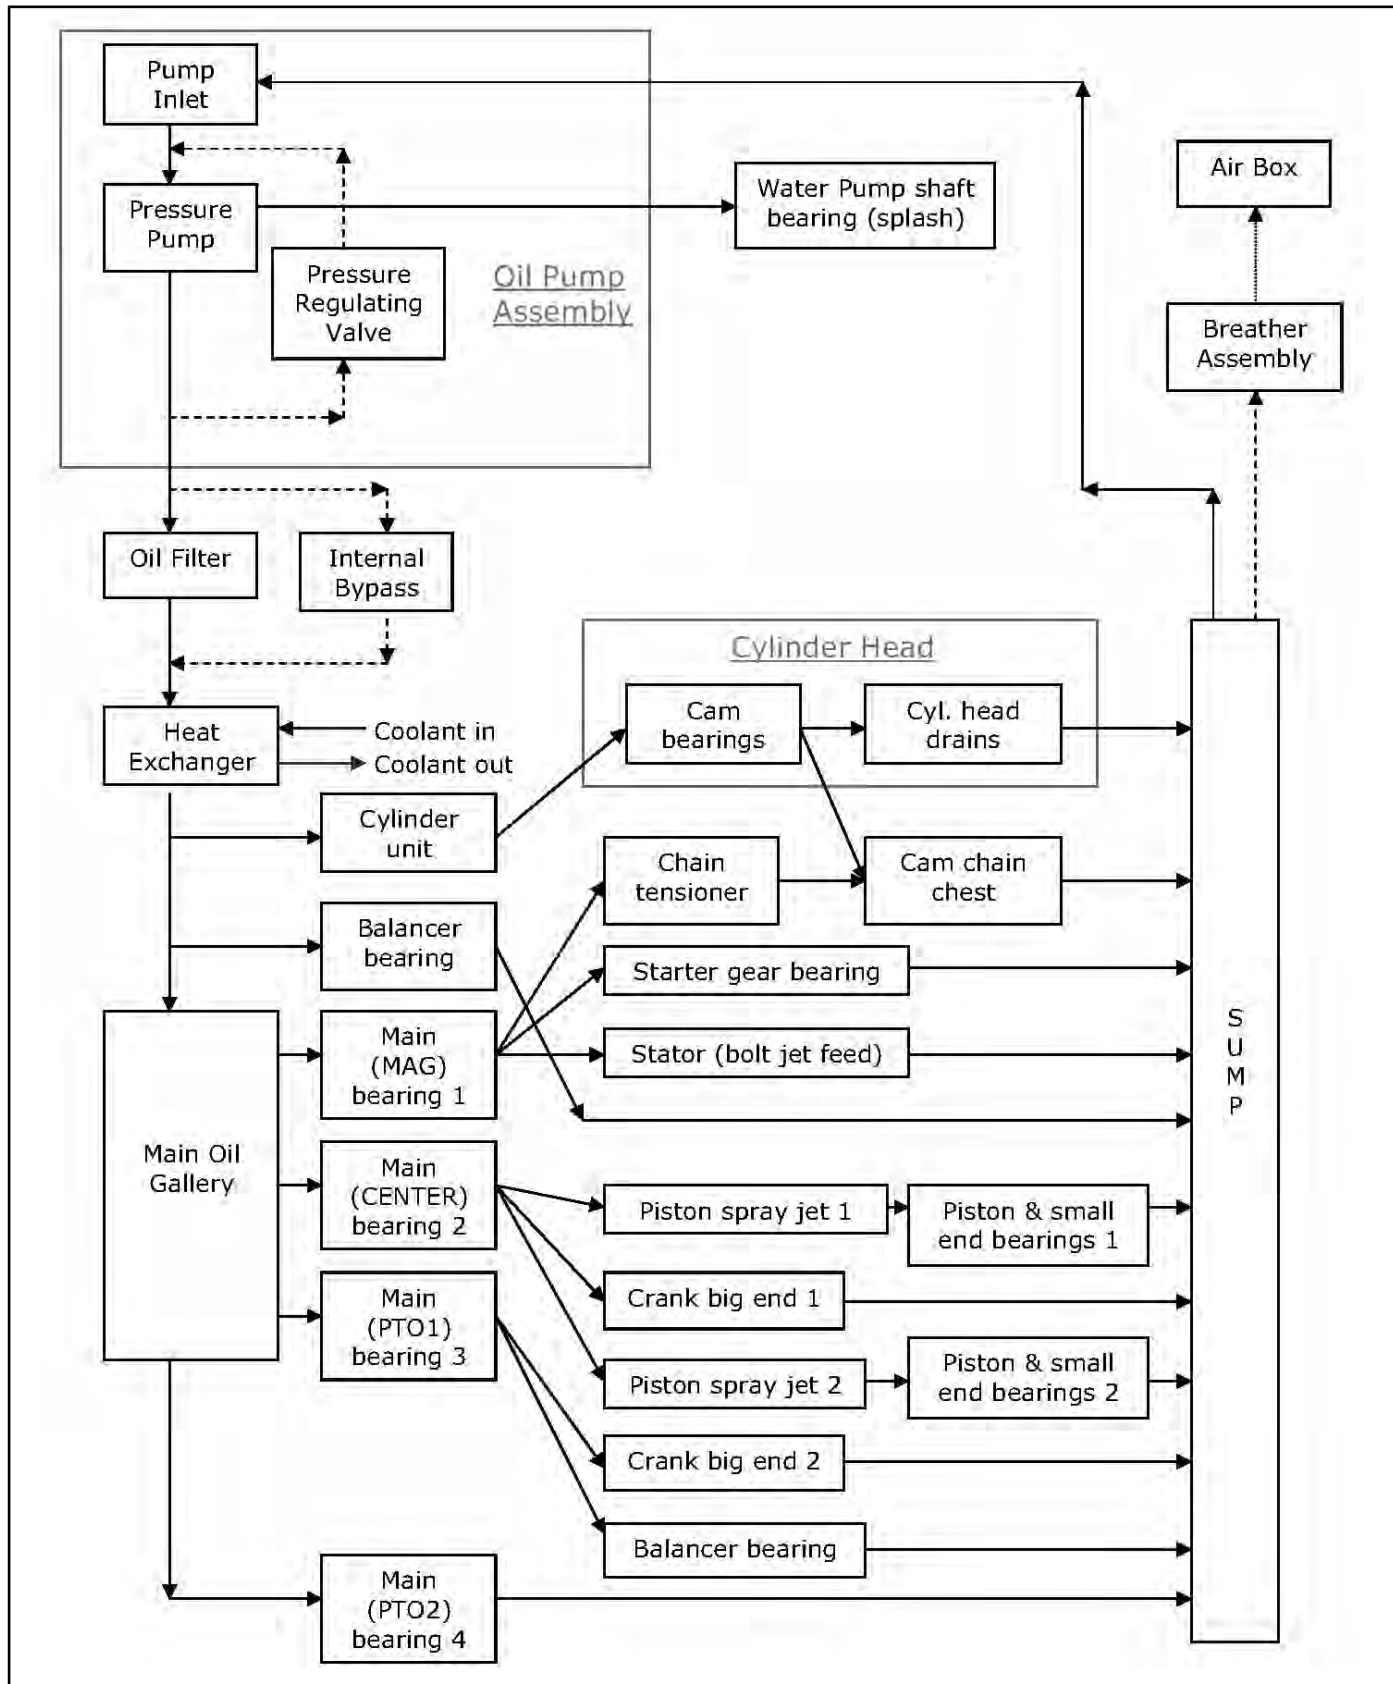 Pump
Inlet
Air Box
Water Pump shaft
bearing (splash)
Pressure
Pump
Pressure
Regulating
Valve
Oil Pump
Assembly
Breather
Assembly
Oil Filter
Internal
Bypass
Cylinder Head
Cam
bearings
Cyl. head
drains
Heat
Exchanger
Coolant in
Coolant out
Cylinder
unit
Chain
tensioner
Cam chain
chest
Balancer
bearing
Starter gear bearing
Main
(MAG)
bearing 1
Stator (bolt jet feed)
S
U
M
P
Main Oil
Gallery
Main
(CENTER)
bearing 2
Piston spray jet 1
Piston & small
end bearings 1
Crank big end 1
Main
(PTO1)
bearing 3
Piston spray jet 2
Piston & small
end bearings 2
Crank big end 2
Balancer bearing
Main
(PTO2)
bearing 4